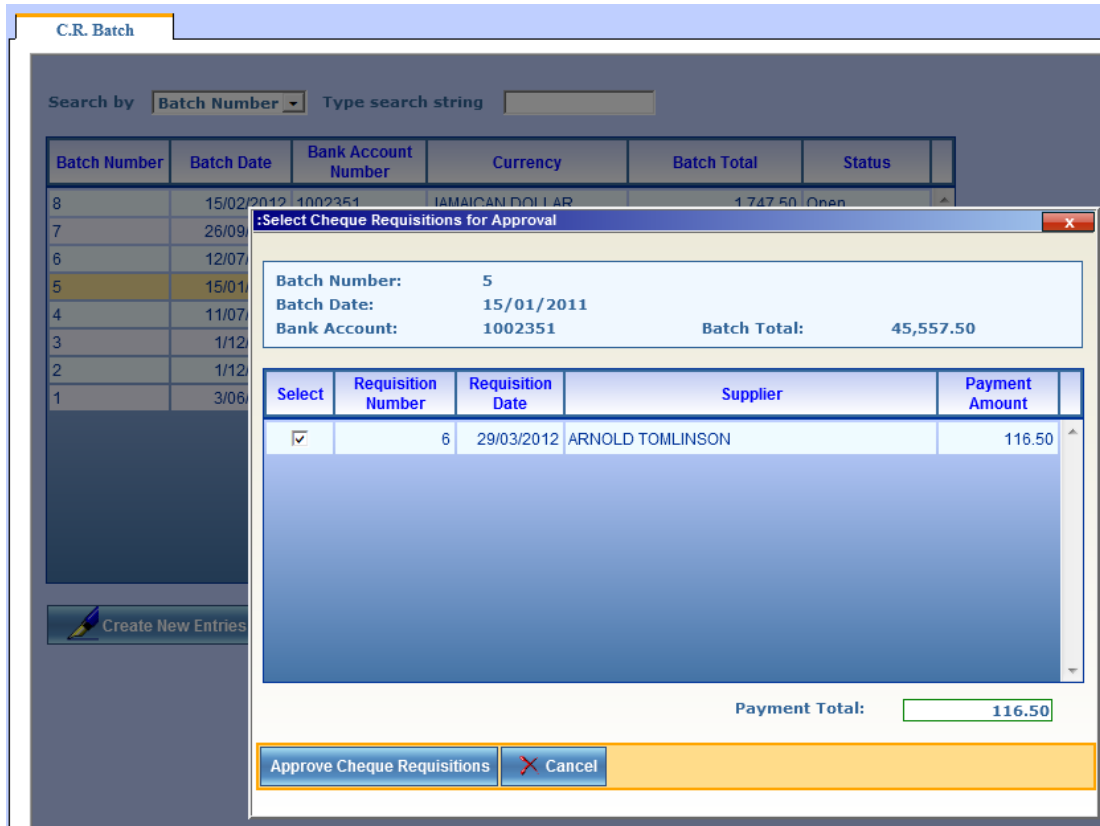 C.R. Batch
Search by Batch Number Type search string
Batch Number Batch Date Bank Account Number Currency Batch Total Status
8 15/02/2012 1002351 JAMAICAN DOLLAR 1,747.50 Open
7 26/09/
6 12/07/
5 15/01/
4 11/07/
3 1/12/
2 1/12/
1 3/06/
Create New Entries
:Select Cheque Requisitions for Approval x
Batch Number: 5
Batch Date: 15/01/2011
Bank Account: 1002351 Batch Total: 45,557.50
Select Requisition Number Requisition Date Supplier Payment Amount
6 29/03/2012 ARNOLD TOMLINSON 116.50
Payment Total: 116.50
Approve Cheque Requisitions Cancel